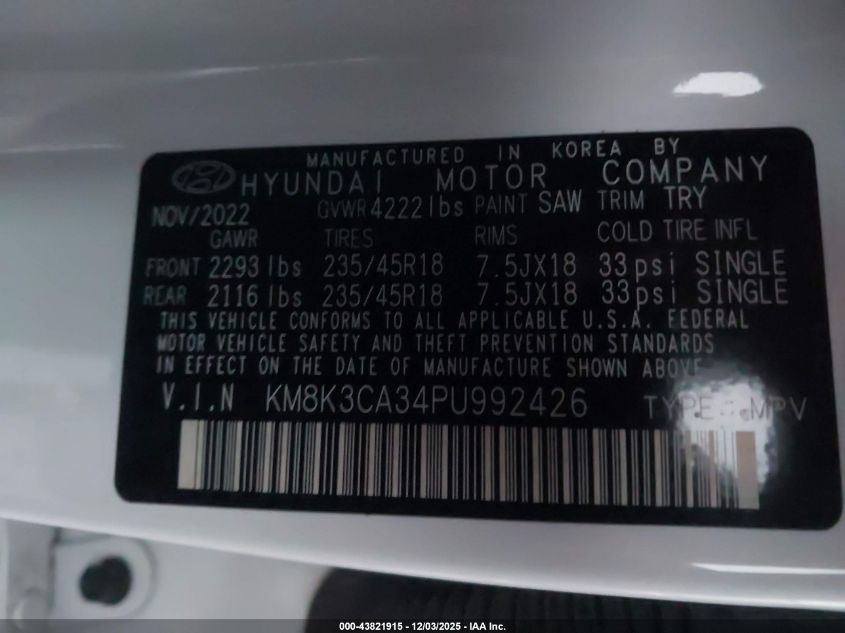 MANUFACTURED IN KOREA BY
HYUNDAI MOTOR COMPANY
NOV/2022 GVWR 4222 lbs PAINT SAW TRIM TRY
GAWR TIRES RIMS COLD TIRE INFL
FRONT 2293 lbs 235/45R18 7.5JX18 33psi SINGLE
REAR 2116 lbs 235/45R18 7.5JX18 33psi SINGLE
THIS VEHICLE CONFORMS TO ALL APPLICABLE U.S.A. FEDERAL
MOTOR VEHICLE SAFETY AND THEFT PREVENTION STANDARDS
IN EFFECT ON THE DATE OF MANUFACTURE SHOWN ABOVE
V.I.N KM8K3CA34PU992426 TYPE: MPV
000-43821915 - 12/03/2025 - IAA Inc.